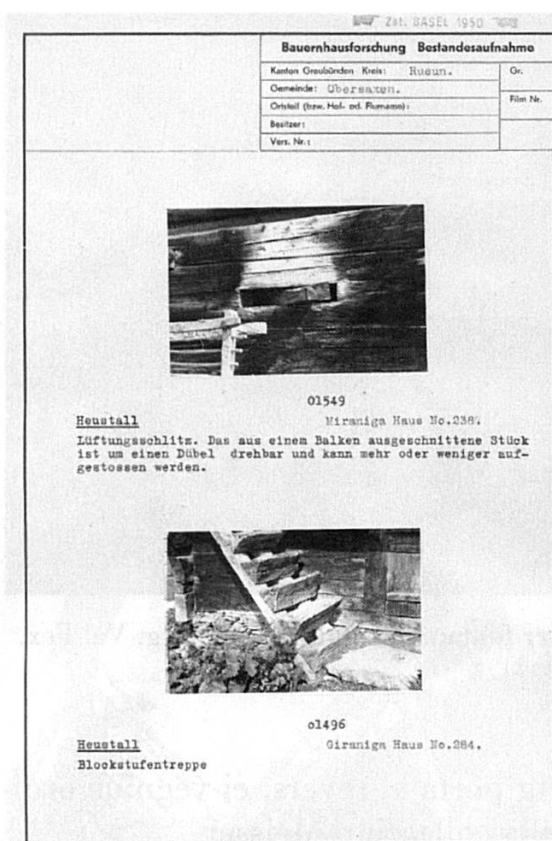 Zst. BASEL 1950
Bauernhausforschung Bestandesaufnahme
Kanton Graubünden Kreis: Rueun.
Gr.
Gemeinde: Obersaxen.
Ortsteil (bzw. Hof- od. Flurname):
Film Nr.
Besitzer:
Vers. Nr.:
01549
Heustall Miraniga Haus No.238.
Lüftungsschlitz. Das aus einem Balken ausgeschnittene Stück
ist um einen Dübel drehbar und kann mehr oder weniger auf-
gestossen werden.
o1496
Heustall Giraniga Haus No.284.
Blockstufentreppe